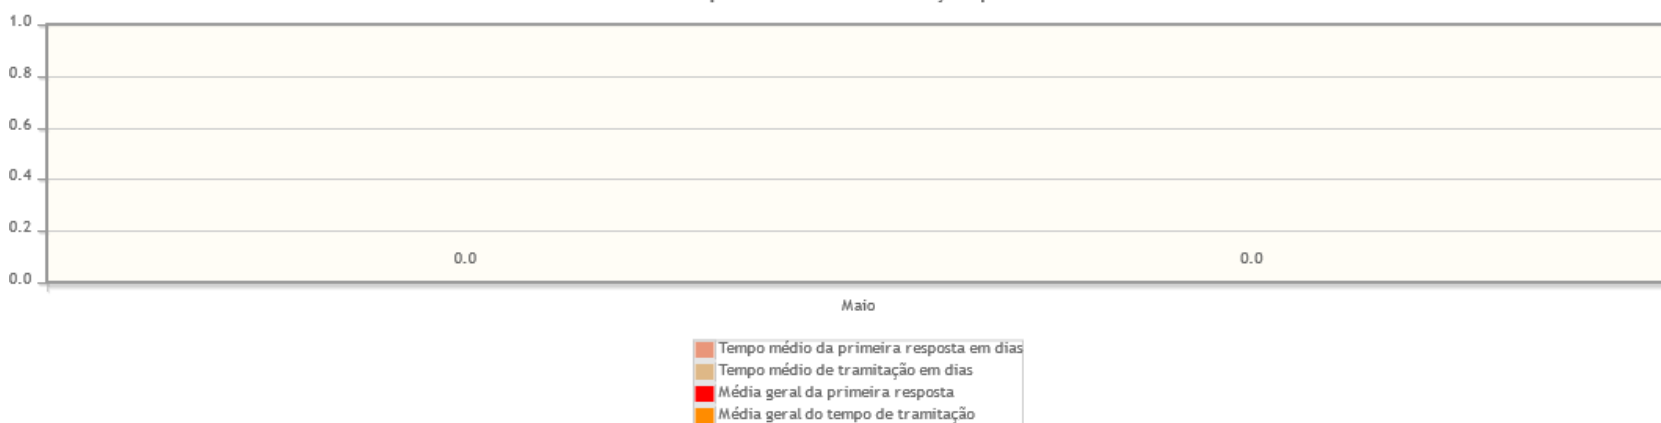 1.0
0.8
0.6
0.4
0.2
0.0 0.0
0.0
Maio
Tempo médio da primeira resposta em dias
Tempo médio de tramitação em dias
Média geral da primeira resposta
Média geral do tempo de tramitação